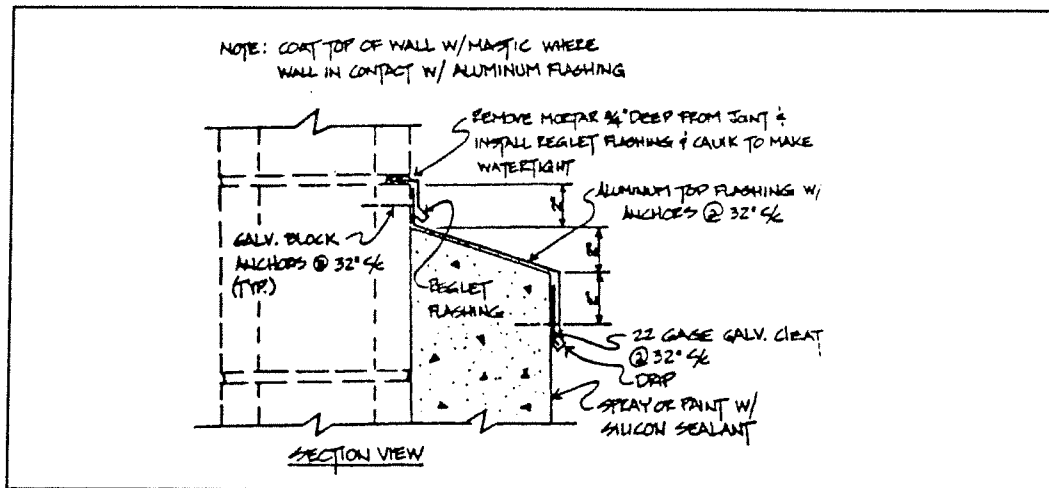 NOTE: COAT TOP OF WALL W/ MASTIC WHERE
WALL IN CONTACT W/ ALUMINUM FLASHING
REMOVE MORTAR 3/4" DEEP FROM JOINT &
INSTALL REGLET FLASHING & CAULK TO MAKE
WATERTIGHT
ALUMINUM TOP FLASHING W/
ANCHORS @ 32" C/C
GALV. BLOCK
ANCHORS @ 32" C/C
(TYP.)
REGLET
FLASHING
22 GAGE GALV. CLEAT
@ 32" C/C
DRIP
SPRAY OR PAINT W/
SILICON SEALANT
SECTION VIEW